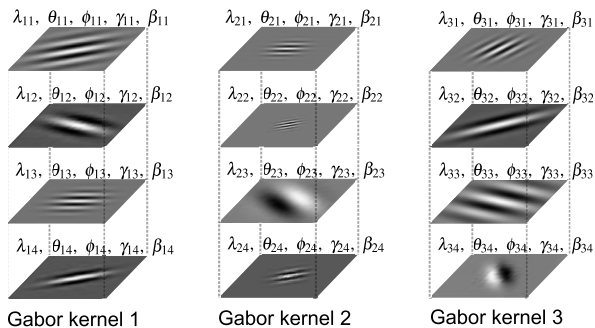 λ₁₁, θ₁₁, ϕ₁₁, γ₁₁, β₁₁
λ₁₂, θ₁₂, ϕ₁₂, γ₁₂, β₁₂
λ₁₃, θ₁₃, ϕ₁₃, γ₁₃, β₁₃
λ₁₄, θ₁₄, ϕ₁₄, γ₁₄, β₁₄
Gabor kernel 1
λ₂₁, θ₂₁, ϕ₂₁, γ₂₁, β₂₁
λ₂₂, θ₂₂, ϕ₂₂, γ₂₂, β₂₂
λ₂₃, θ₂₃, ϕ₂₃, γ₂₃, β₂₃
λ₂₄, θ₂₄, ϕ₂₄, γ₂₄, β₂₄
Gabor kernel 2
λ₃₁, θ₃₁, ϕ₃₁, γ₃₁, β₃₁
λ₃₂, θ₃₂, ϕ₃₂, γ₃₂, β₃₂
λ₃₃, θ₃₃, ϕ₃₃, γ₃₃, β₃₃
λ₃₄, θ₃₄, ϕ₃₄, γ₃₄, β₃₄
Gabor kernel 3